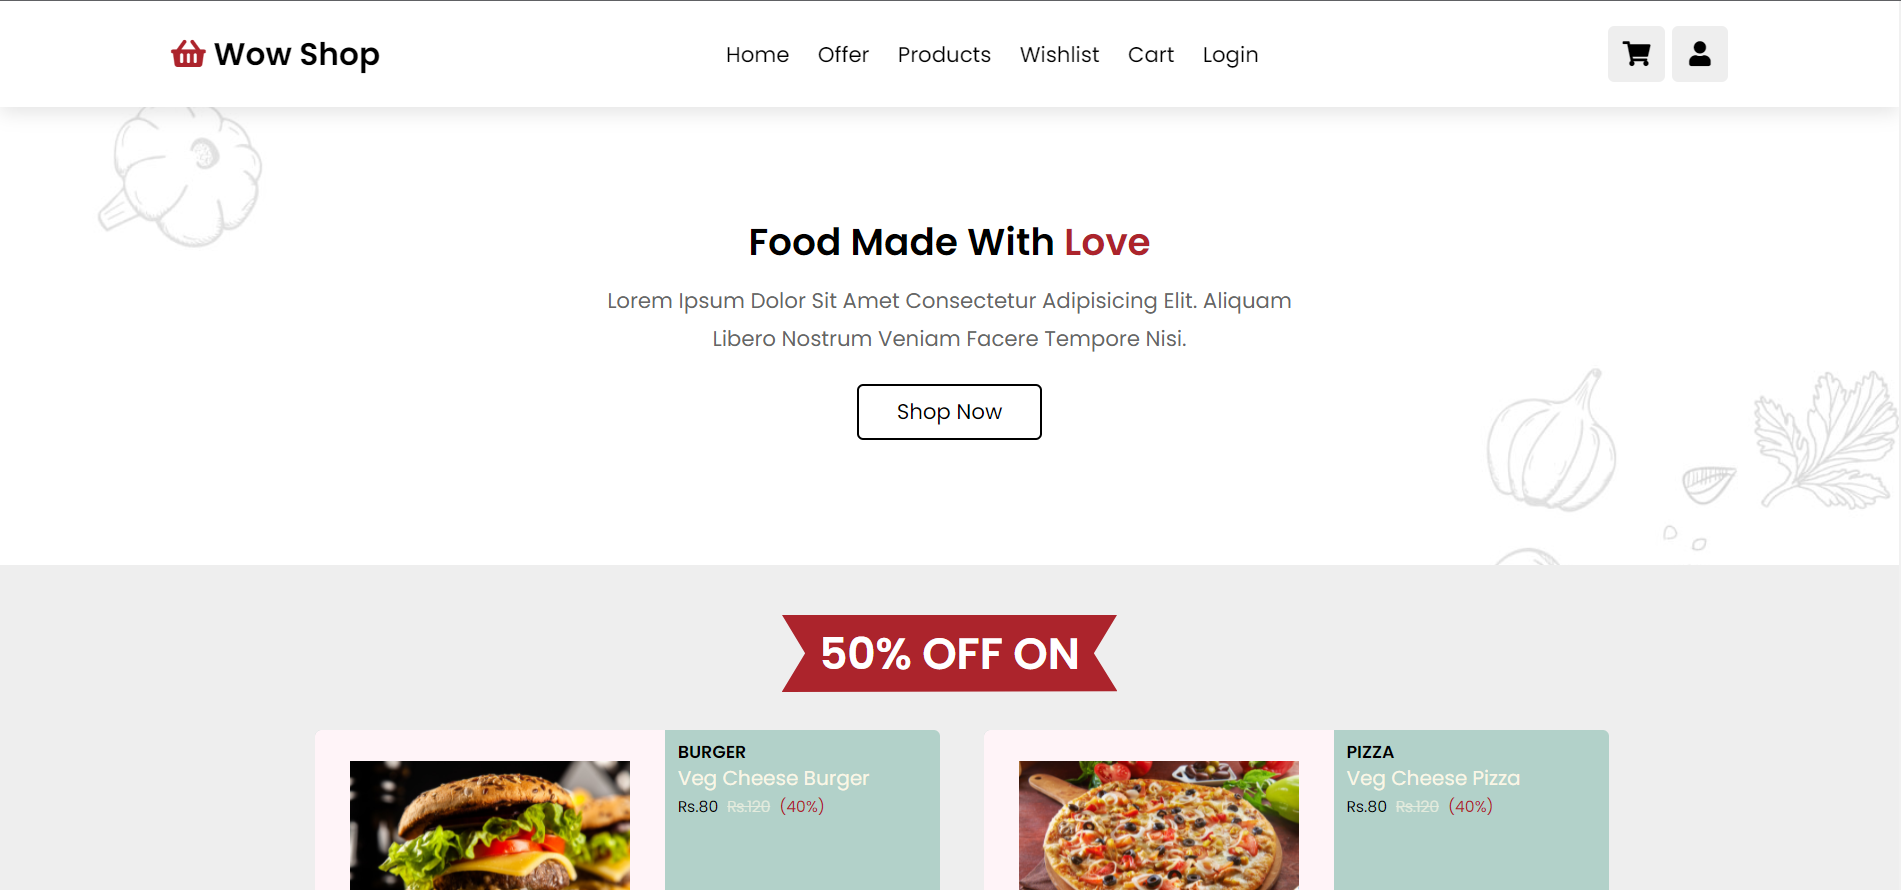 Wow Shop
Home Offer Products Wishlist Cart Login
Food Made With Love
Lorem Ipsum Dolor Sit Amet Consectetur Adipisicing Elit. Aliquam
Libero Nostrum Veniam Facere Tempore Nisi.
Shop Now
50% OFF ON
BURGER
Veg Cheese Burger
Rs.80 Rs.120 (40%)
PIZZA
Veg Cheese Pizza
Rs.80 Rs.120 (40%)